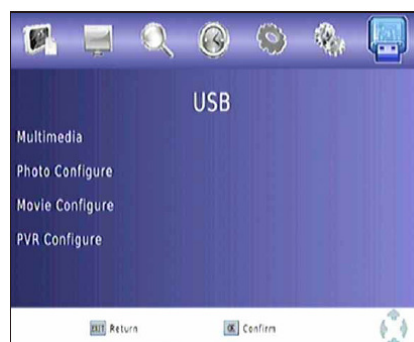 USB
Multimedia
Photo Configure
Movie Configure
PVR Configure
EXIT Return OK Confirm